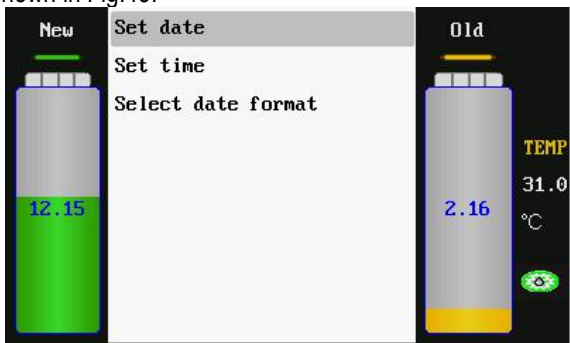 New
Set date
Set time
Select date format
Old
12.15
2.16
TEMP
31.0
°C